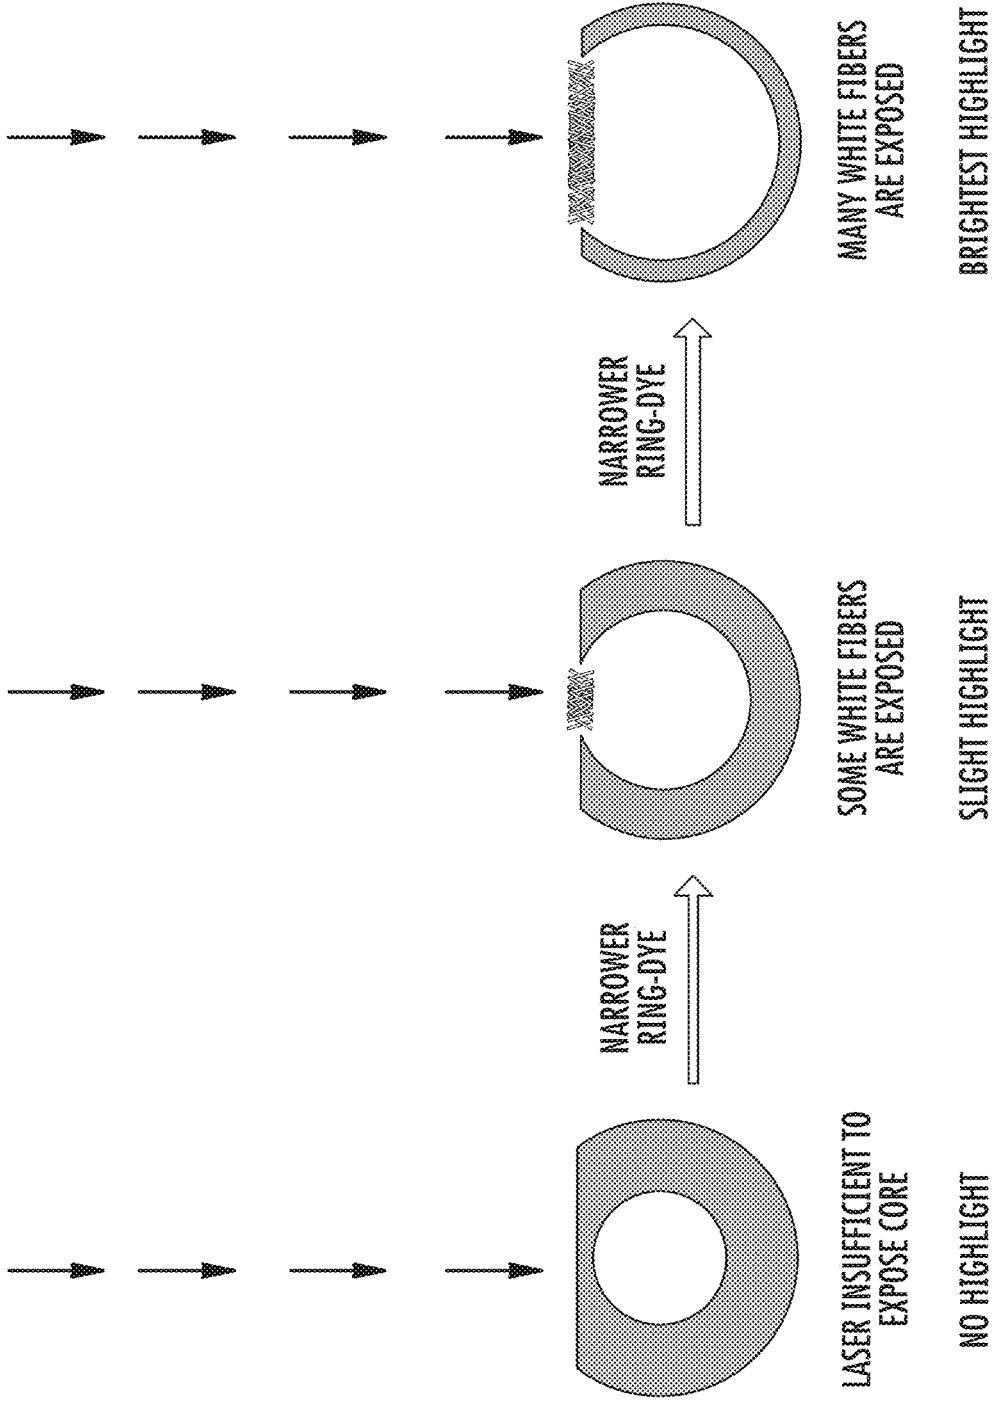 LASER INSUFFICIENT TO
EXPOSE CORE
NO HIGHLIGHT
NARROWER
RING-DYE
SOME WHITE FIBERS
ARE EXPOSED
SLIGHT HIGHLIGHT
NARROWER
RING-DYE
MANY WHITE FIBERS
ARE EXPOSED
BRIGHTEST HIGHLIGHT